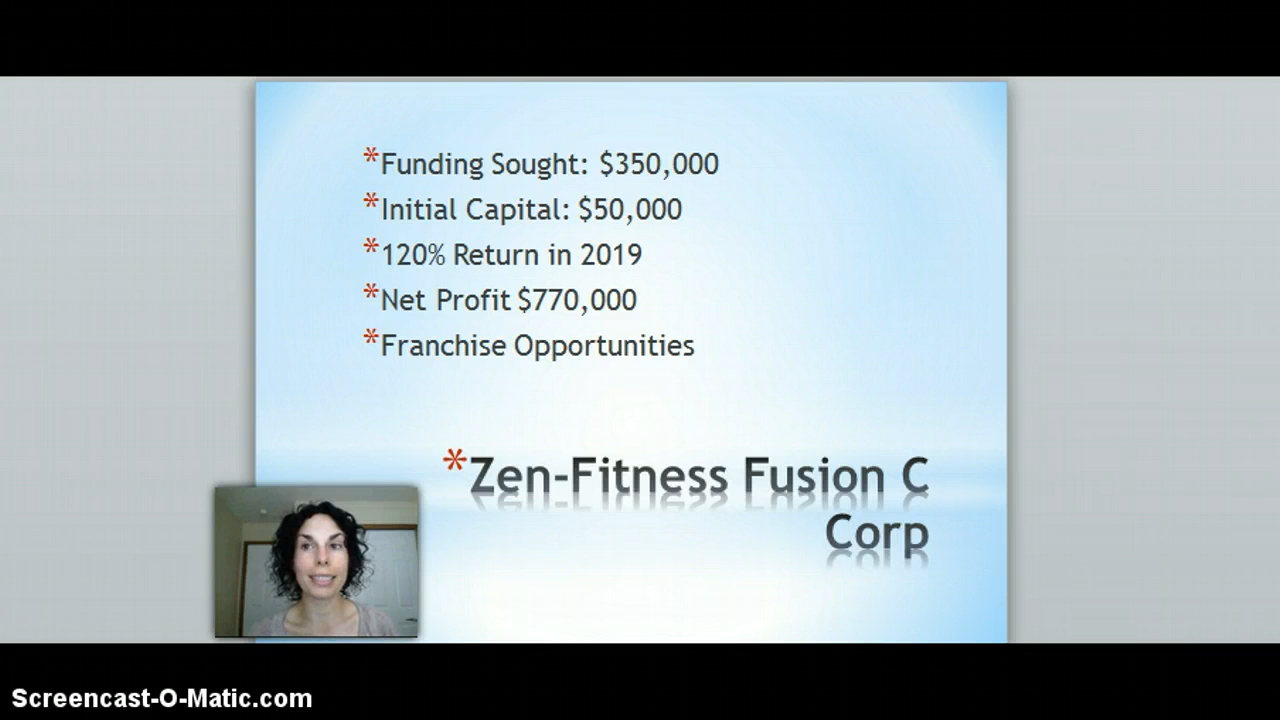 *Funding Sought: $350,000
*Initial Capital: $50,000
*120% Return in 2019
*Net Profit $770,000
*Franchise Opportunities
*Zen-Fitness Fusion C
Corp
Screencast-O-Matic.com